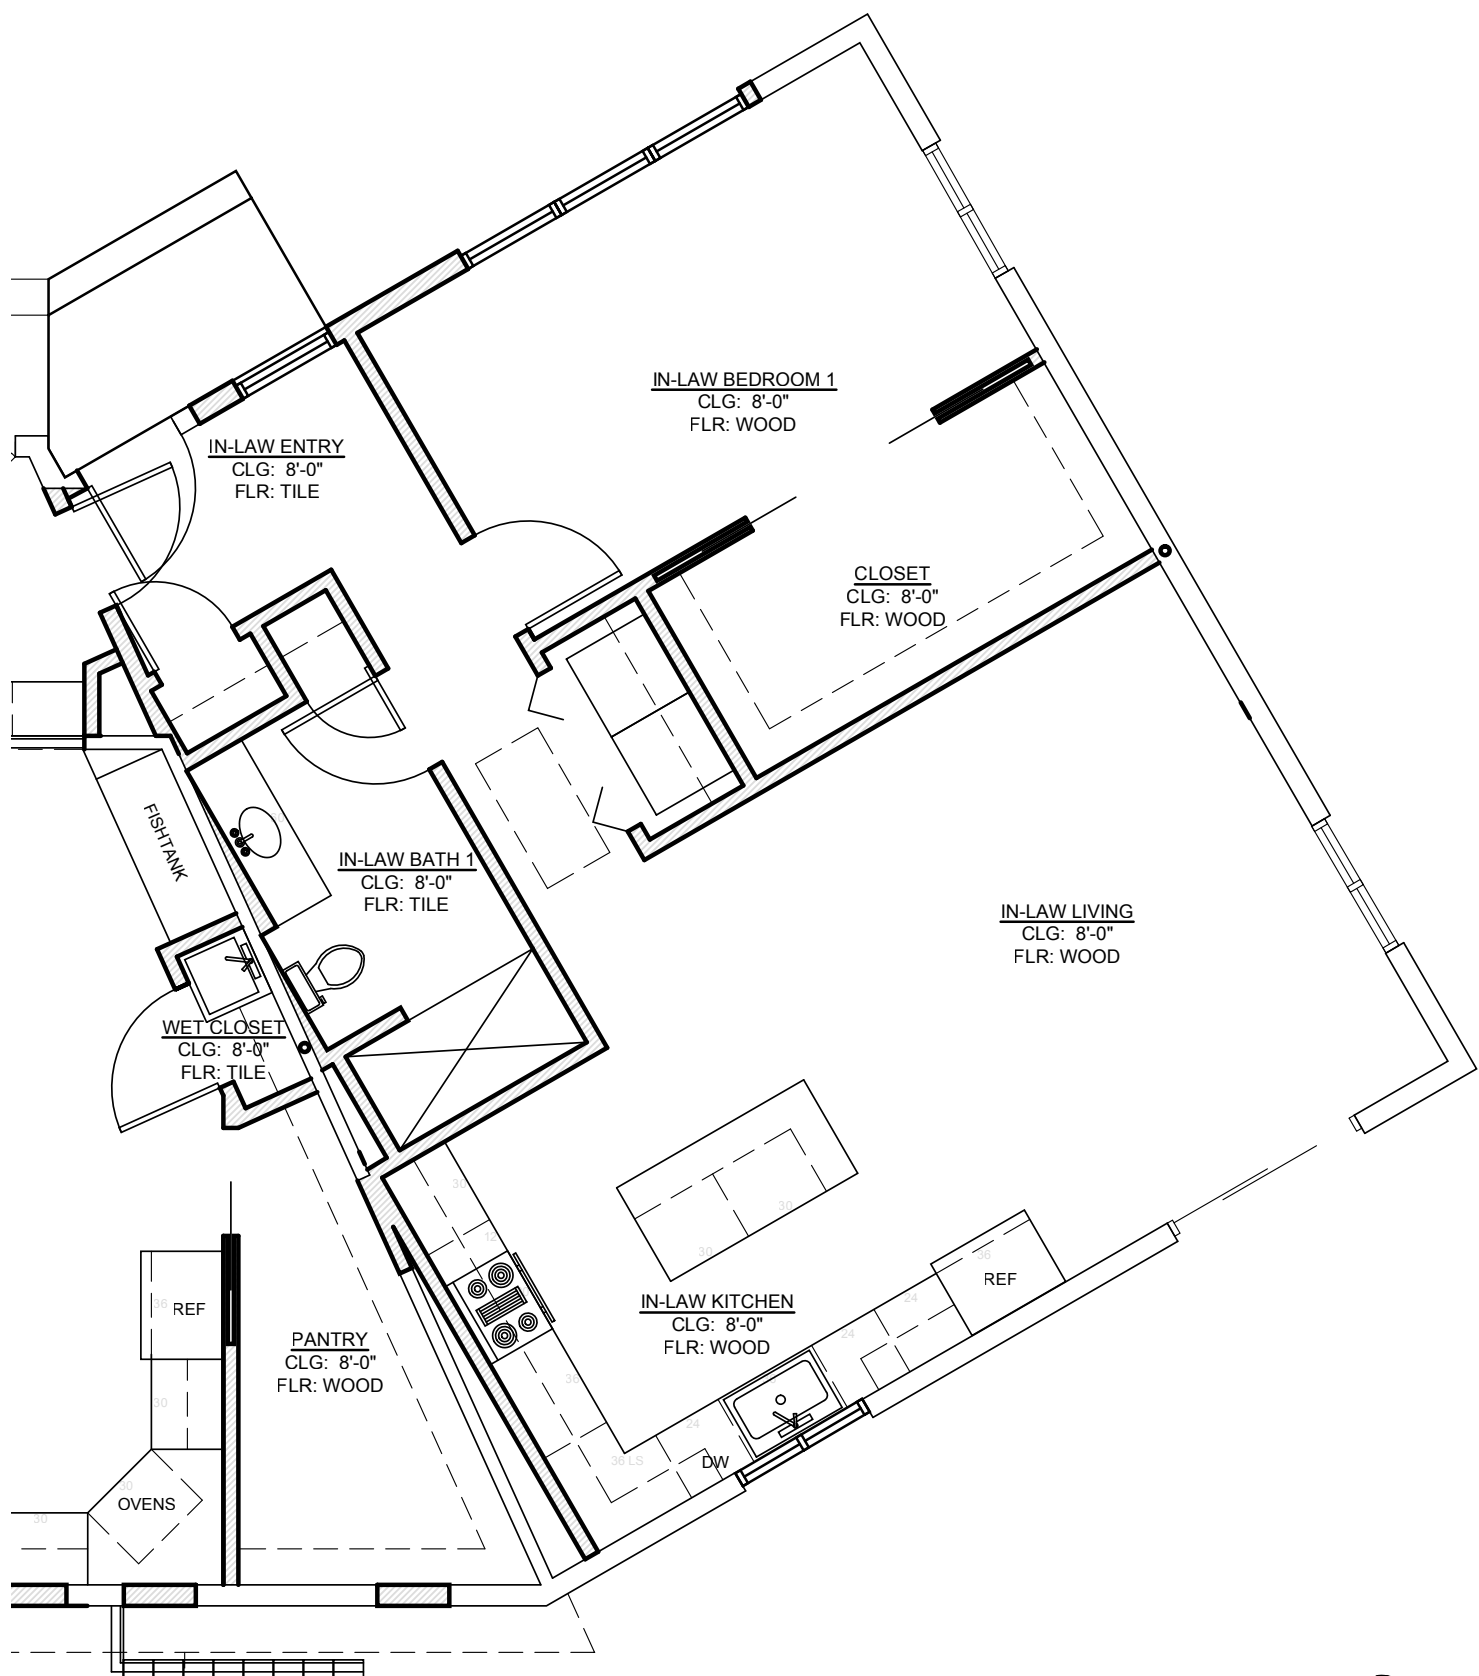 IN-LAW BEDROOM 1
CLG: 8'-0"
FLR: WOOD
IN-LAW ENTRY
CLG: 8'-0"
FLR: TILE
CLOSET
CLG: 8'-0"
FLR: WOOD
FISHTANK
IN-LAW BATH 1
CLG: 8'-0"
FLR: TILE
IN-LAW LIVING
CLG: 8'-0"
FLR: WOOD
WET CLOSET
CLG: 8'-0"
FLR: TILE
30
12
30
30
36
REF
36
REF
IN-LAW KITCHEN
CLG: 8'-0"
FLR: WOOD
24
24
PANTRY
CLG: 8'-0"
FLR: WOOD
36
30
24
36 LS
DW
30
OVENS
30